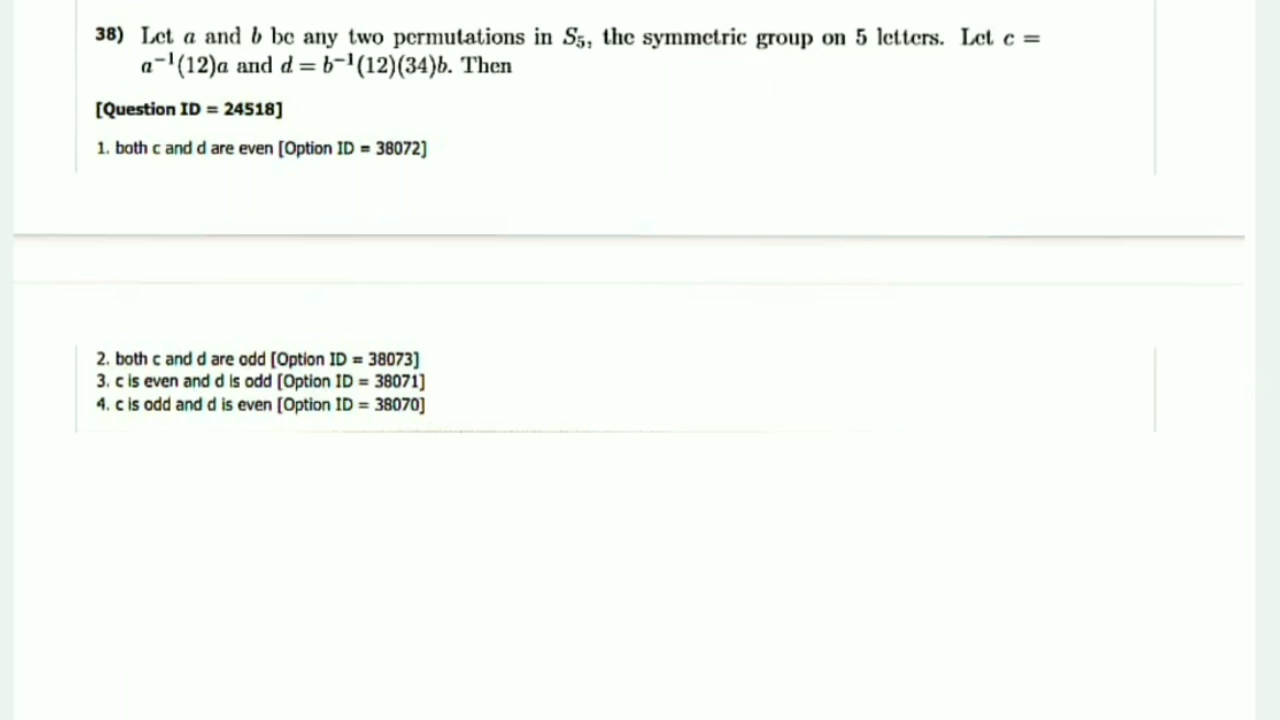 38) Let a and b be any two permutations in S₅, the symmetric group on 5 letters. Let c =
a⁻¹(12)a and d = b⁻¹(12)(34)b. Then
[Question ID = 24518]
1. both c and d are even [Option ID = 38072]
2. both c and d are odd [Option ID = 38073]
3. c is even and d is odd [Option ID = 38071]
4. c is odd and d is even [Option ID = 38070]